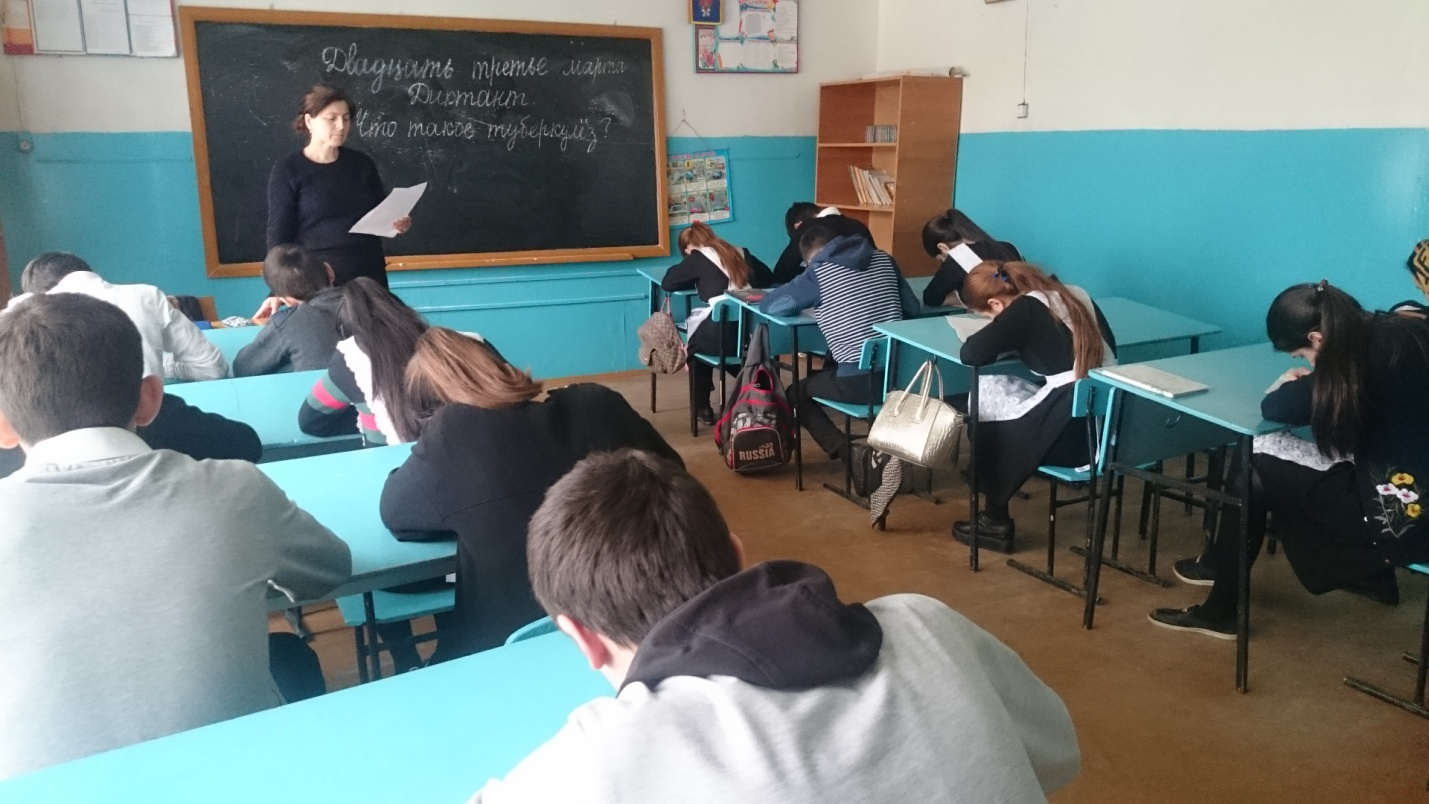 Двадцать третье марта
Диктант.
Что такое туберкулёз?
RUSSIA